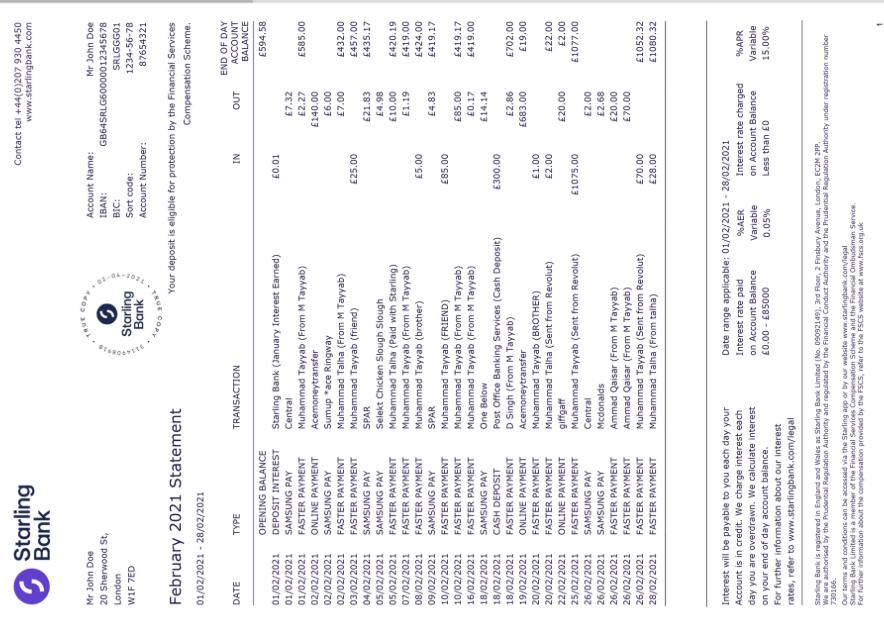 Starling
Bank
Contact tel +44(0)207 930 4450
www.starlingbank.com
Mr John Doe
20 Sherwood St,
London
W1F 7ED
TRUE COPY • 02-04-2021 • TRUE COPY
Starling
Bank
Account Name: Mr John Doe
IBAN: GB64SRLG60000012345678
BIC: SRLGGG01
Sort code: 1234-56-78
Account Number: 87654321
February 2021 Statement
Your deposit is eligible for protection by the Financial Services
Compensation Scheme.
01/02/2021 - 28/02/2021
DATE TYPE TRANSACTION IN OUT END OF DAY ACCOUNT BALANCE
OPENING BALANCE £594.58
01/02/2021 DEPOSIT INTEREST Starling Bank (January Interest Earned) £0.01
01/02/2021 SAMSUNG PAY Central £7.32
01/02/2021 FASTER PAYMENT Muhammad Tayyab (From M Tayyab) £2.27 £585.00
02/02/2021 ONLINE PAYMENT Acemoneytransfer £140.00
02/02/2021 SAMSUNG PAY Sumup *ace Ringway £6.00
02/02/2021 FASTER PAYMENT Muhammad Talha (From M Tayyab) £7.00 £432.00
03/02/2021 FASTER PAYMENT Muhammad Tayyab (friend) £25.00 £457.00
04/02/2021 SAMSUNG PAY SPAR £21.83 £435.17
05/02/2021 SAMSUNG PAY Selekt Chicken Slough Slough £4.98
05/02/2021 FASTER PAYMENT Muhammad Talha (Paid with Starling) £10.00 £420.19
07/02/2021 FASTER PAYMENT Muhammad Tayyab (From M Tayyab) £1.19 £419.00
08/02/2021 FASTER PAYMENT Muhammad Tayyab (brother) £5.00 £424.00
09/02/2021 SAMSUNG PAY SPAR £4.83 £419.17
10/02/2021 FASTER PAYMENT Muhammad Tayyab (FRIEND) £85.00
10/02/2021 FASTER PAYMENT Muhammad Tayyab (From M Tayyab) £85.00 £419.17
16/02/2021 FASTER PAYMENT Muhammad Tayyab (From M Tayyab) £0.17 £419.00
18/02/2021 SAMSUNG PAY One Below £14.14
18/02/2021 CASH DEPOSIT Post Office Banking Services (Cash Deposit) £300.00
18/02/2021 FASTER PAYMENT D Singh (From M Tayyab) £2.86 £702.00
19/02/2021 ONLINE PAYMENT Acemoneytransfer £683.00 £19.00
20/02/2021 FASTER PAYMENT Muhammad Tayyab (BROTHER) £1.00
20/02/2021 FASTER PAYMENT Muhammad Talha (Sent from Revolut) £2.00 £22.00
22/02/2021 ONLINE PAYMENT giffgaff £20.00 £2.00
25/02/2021 FASTER PAYMENT Muhammad Tayyab (Sent from Revolut) £1075.00 £1077.00
26/02/2021 SAMSUNG PAY Central £2.00
26/02/2021 SAMSUNG PAY Mcdonalds £2.68
26/02/2021 FASTER PAYMENT Ammad Qaisar (From M Tayyab) £20.00
26/02/2021 FASTER PAYMENT Ammad Qaisar (From M Tayyab) £70.00
26/02/2021 FASTER PAYMENT Muhammad Tayyab (Sent from Revolut) £70.00 £1052.32
28/02/2021 FASTER PAYMENT Muhammad Talha (From talha) £28.00 £1080.32
Interest will be payable to you each day your
Account is in credit. We charge interest each
day you are overdrawn. We calculate interest
on your end of day account balance.
For further information about our interest
rates, refer to www.starlingbank.com/legal
Date range applicable: 01/02/2021 - 28/02/2021
Interest rate paid %AER Interest rate charged %APR
on Account Balance Variable on Account Balance Variable
£0.00 - £85000 0.05% Less than £0 15.00%
Starling Bank is registered in England and Wales as Starling Bank Limited (No. 09092149), 3rd Floor, 2 Finsbury Avenue, London, EC2M 2PP.
We are authorised by the Prudential Regulation Authority and regulated by the Financial Conduct Authority and the Prudential Regulation Authority under registration number
730166.
Our terms and conditions can be accessed via the Starling app or by our website www.starlingbank.com/legal
Starling Bank Limited is a member of the Financial Services Compensation Scheme and the Financial Ombudsman Service.
For further information about the compensation provided by the FSCS, refer to the FSCS website at www.fscs.org.uk
1